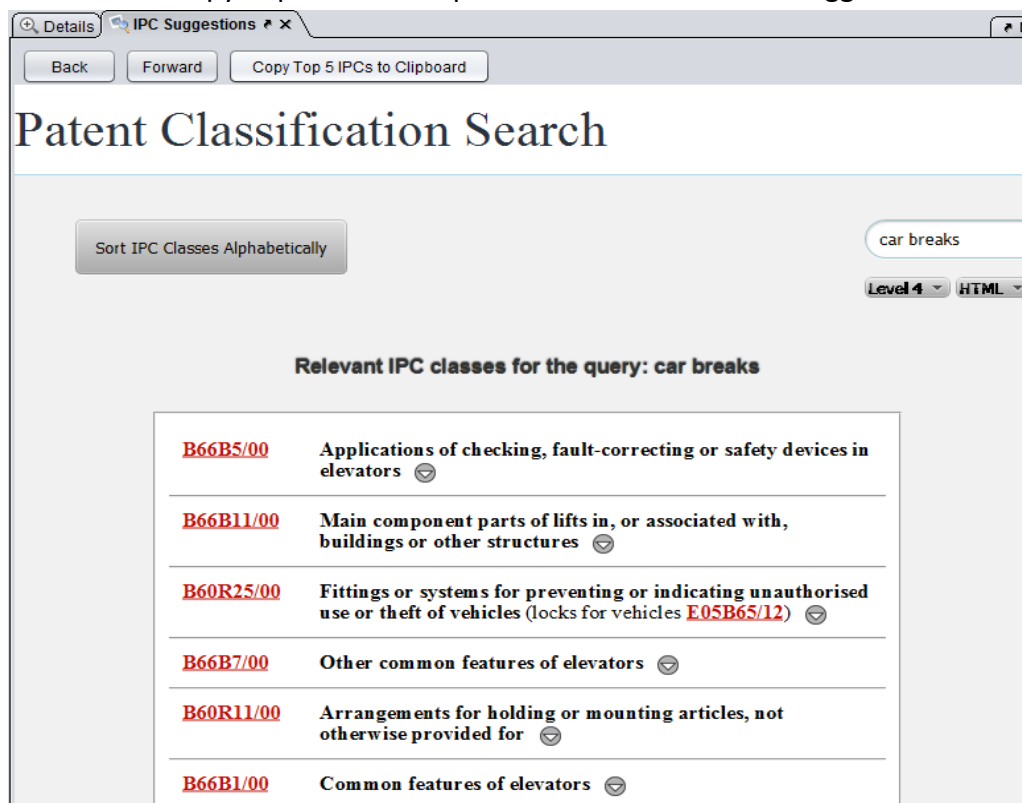 Details IPC Suggestions
Back Forward Copy Top 5 IPCs to Clipboard
Patent Classification Search
Sort IPC Classes Alphabetically
car breaks
Level 4 HTML
Relevant IPC classes for the query: car breaks
B66B5/00 Applications of checking, fault-correcting or safety devices in
elevators
B66B11/00 Main component parts of lifts in, or associated with,
buildings or other structures
B60R25/00 Fittings or systems for preventing or indicating unauthorised
use or theft of vehicles (locks for vehicles E05B65/12)
B66B7/00 Other common features of elevators
B60R11/00 Arrangements for holding or mounting articles, not
otherwise provided for
B66B1/00 Common features of elevators